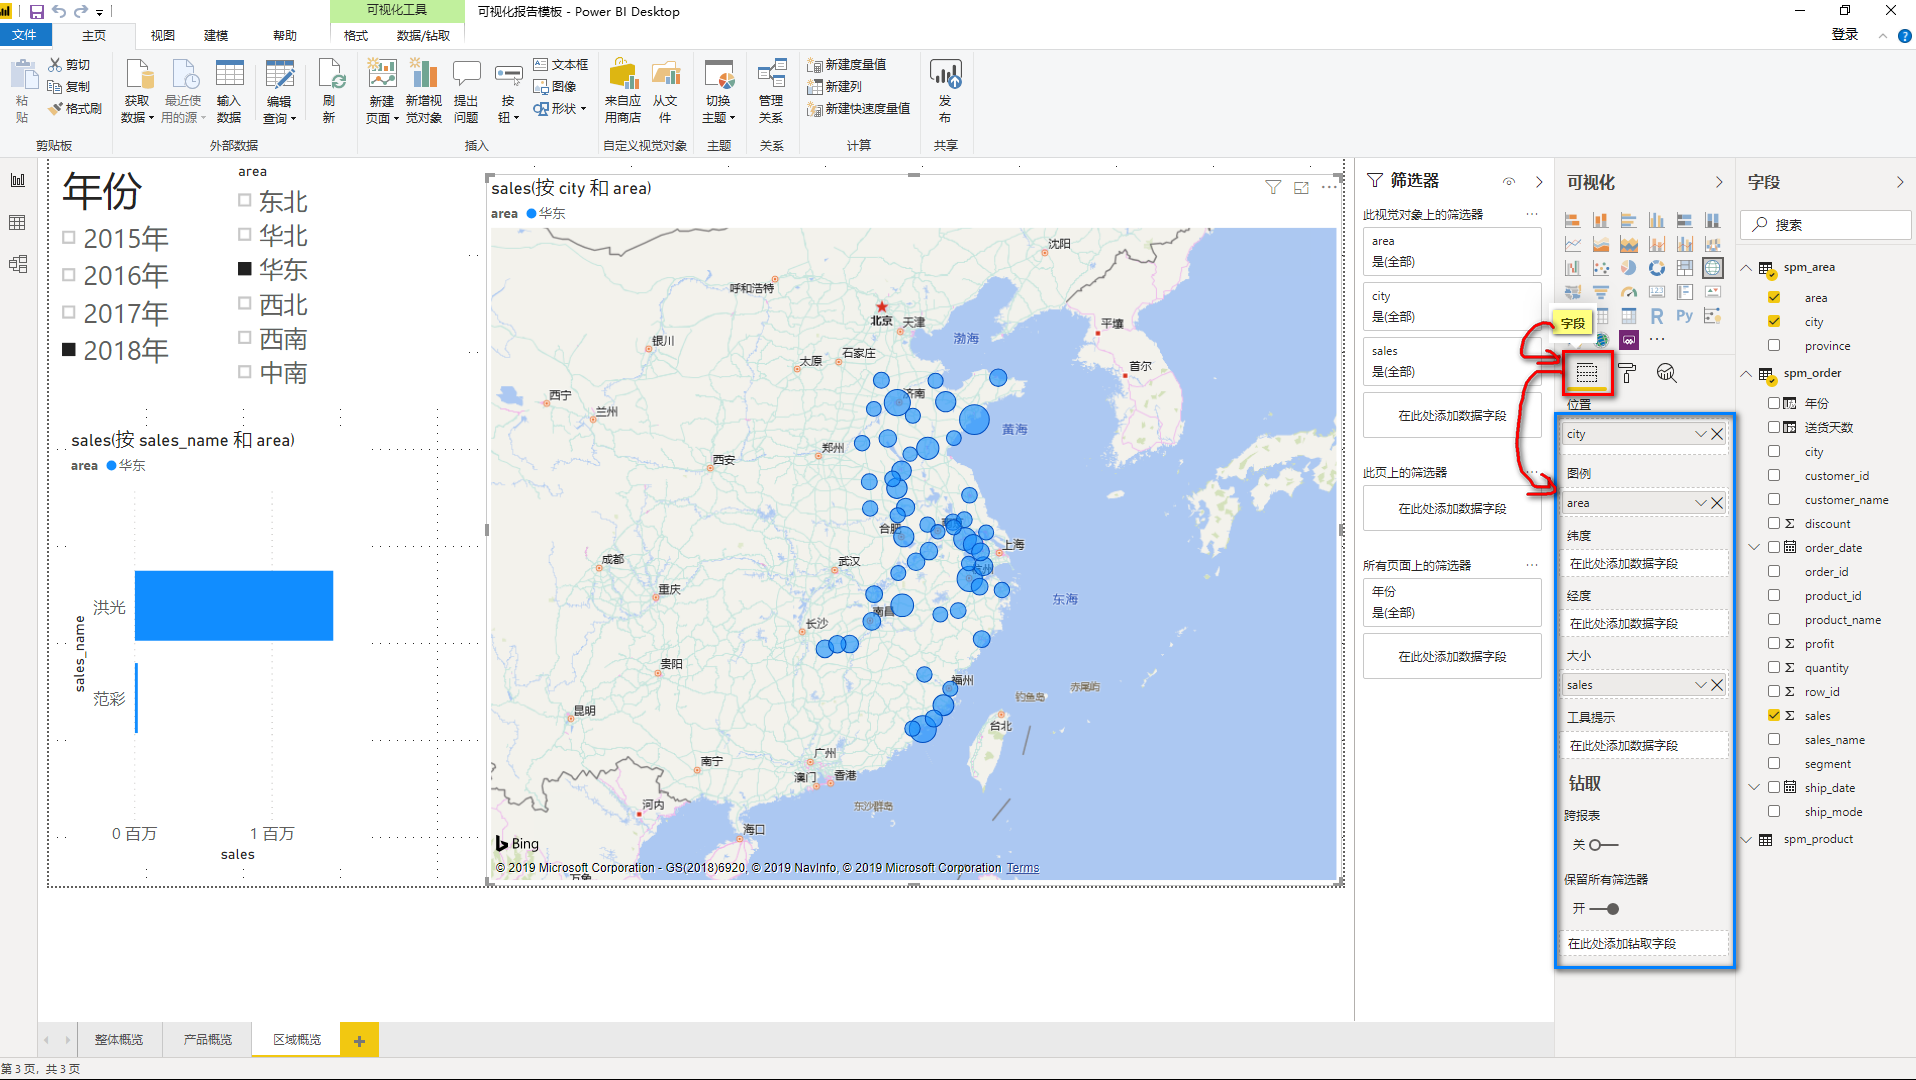 可视化工具
可视化报告模板 - Power BI Desktop
文件
主页
视图
建模
帮助
格式
数据/钻取
登录
粘贴
剪切
复制
格式刷
剪贴板
获取数据
最近使用的源
输入数据
编辑查询
刷新
外部数据
新建页面
新增视觉对象
提出问题
按钮
文本框
图像
形状
插入
来自应用商店
从文件
自定义视觉对象
切换主题
主题
管理关系
关系
新建度量值
新建列
新建快速度量值
计算
发布
共享
年份
2015年
2016年
2017年
2018年
area
东北
华北
华东
西北
西南
中南
sales(按 sales_name 和 area)
area 华东
sales_name
洪光
范彩
0 百万
1 百万
sales
sales(按 city 和 area)
area 华东
沈阳
呼和浩特
北京
天津
平壤
渤海
银川
石家庄
太原
首尔
西宁
济南
兰州
黄海
郑州
西安
合肥
上海
成都
武汉
杭州
重庆
东海
南昌
长沙
贵阳
福州
钓鱼岛
赤尾屿
昆明
台北
广州
南宁
澳门
香港
河内
东沙群岛
海口
Bing
© 2019 Microsoft Corporation - GS(2018)6920, © 2019 NavInfo, © 2019 Microsoft Corporation Terms
万象
筛选器
此视觉对象上的筛选器
area
是(全部)
city
是(全部)
sales
是(全部)
在此处添加数据字段
此页上的筛选器
在此处添加数据字段
所有页面上的筛选器
年份
是(全部)
在此处添加数据字段
可视化
R
Py
123
字段
位置
city
图例
area
纬度
在此处添加数据字段
经度
在此处添加数据字段
大小
sales
工具提示
在此处添加数据字段
钻取
跨报表
关
保留所有筛选器
开
在此处添加钻取字段
字段
搜索
spm_area
area
city
province
spm_order
年份
送货天数
city
customer_id
customer_name
Σ discount
order_date
order_id
product_id
product_name
Σ profit
Σ quantity
Σ row_id
Σ sales
sales_name
segment
ship_date
ship_mode
spm_product
整体概览
产品概览
区域概览
第 3 页, 共 3 页